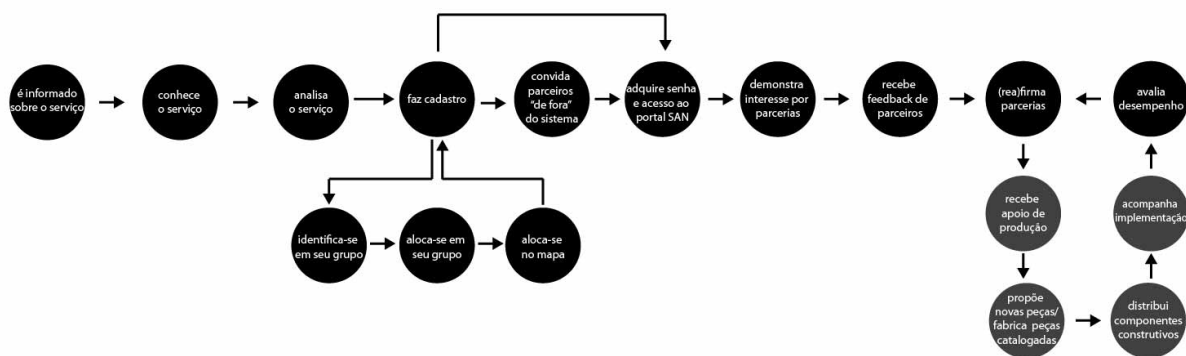 é informado
sobre o serviço
conhece
o serviço
analisa
o serviço
faz cadastro
convida
parceiros
"de fora"
do sistema
adquire senha
e acesso ao
portal SAN
demonstra
interesse por
parcerias
recebe
feedback de
parceiros
(rea)firma
parcerias
avalia
desempenho
identifica-se
em seu grupo
aloca-se em
seu grupo
aloca-se
no mapa
recebe
apoio de
produção
acompanha
implementação
propõe
novas peças/
fabrica peças
catalogadas
distribui
componentes
construtivos